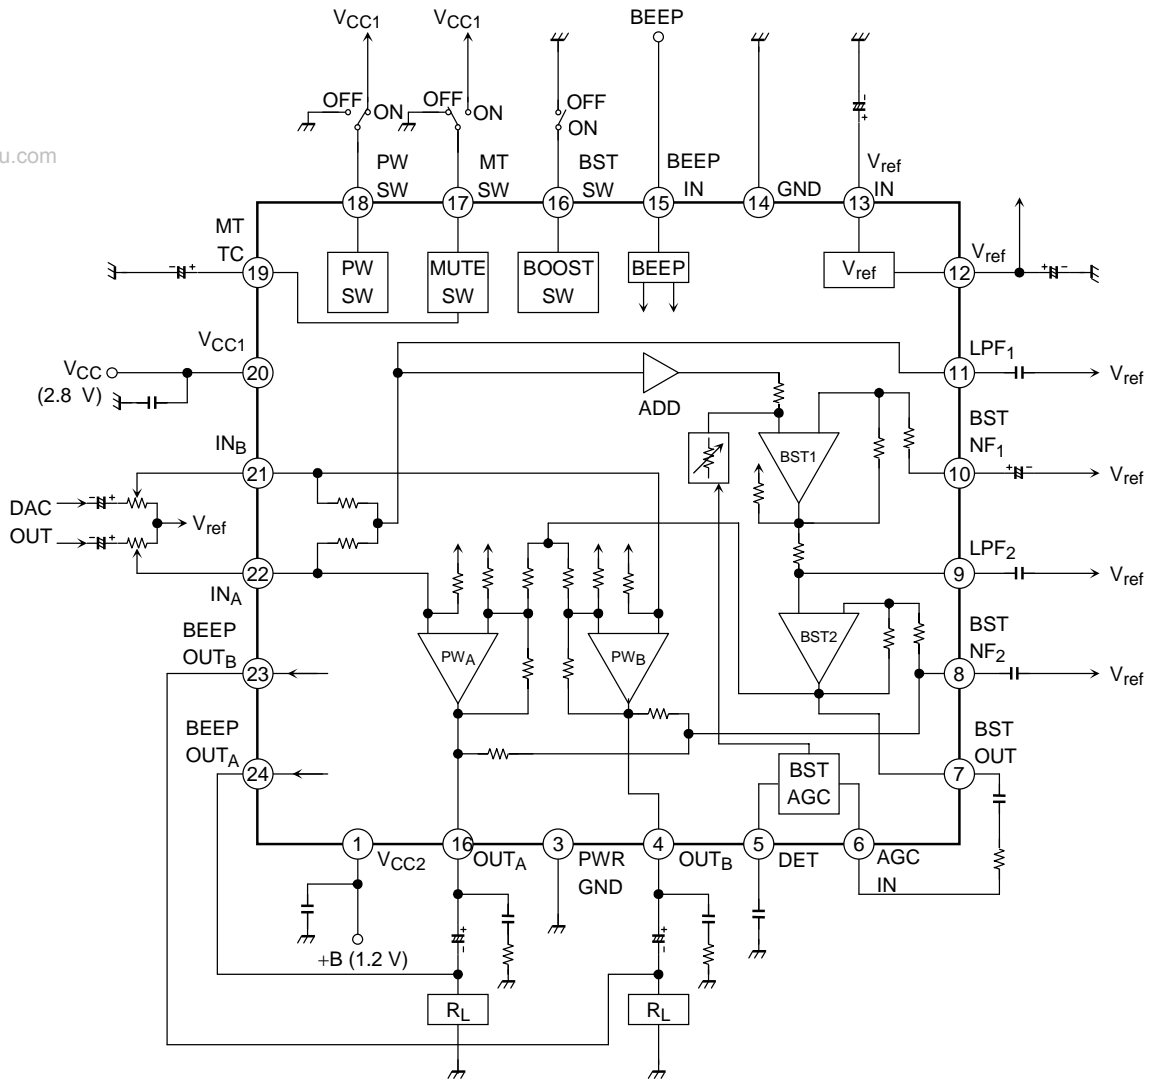 VCC1
VCC1
BEEP
OFF
ON
OFF
ON
OFF
ON
u.com
PW
SW
MT
SW
BST
SW
BEEP
IN
GND
Vref
IN
18
17
16
15
14
13
MT
TC
19
PW
SW
MUTE
SW
BOOST
SW
BEEP
Vref
12
Vref
VCC1
VCC
(2.8 V)
20
ADD
11
LPF1
Vref
INB
21
BST1
BST
NF1
10
Vref
DAC
OUT
Vref
22
INA
LPF2
9
Vref
BEEP
OUTB
23
PWA
PWB
BST2
BST
NF2
8
Vref
BEEP
OUTA
24
BST
AGC
BST
OUT
7
1
VCC2
16
OUTA
3
PWR
GND
4
OUTB
5
DET
6
AGC
IN
+B (1.2 V)
RL
RL
+
-
+
-
+
-
+
-
+
-
+
-
+
-
+
-